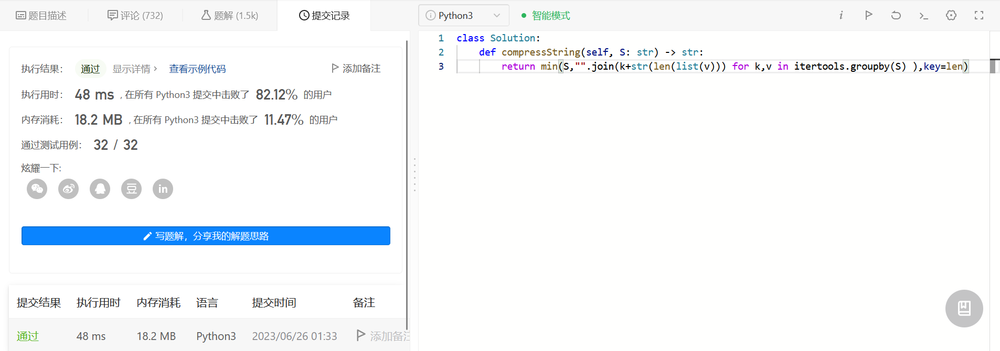 题目描述 评论 (732) 题解 (1.5k) 提交记录
执行结果： 通过 显示详情 › 查看示例代码 添加备注
执行用时： 48 ms , 在所有 Python3 提交中击败了 82.12% 的用户
内存消耗： 18.2 MB , 在所有 Python3 提交中击败了 11.47% 的用户
通过测试用例： 32 / 32
炫耀一下:
豆 in
写题解，分享我的解题思路
提交结果 执行用时 内存消耗 语言 提交时间 备注
通过 48 ms 18.2 MB Python3 2023/06/26 01:33 添加备注
Python3 智能模式
1 class Solution:
2     def compressString(self, S: str) -> str:
3         return min(S,"".join(k+str(len(list(v))) for k,v in itertools.groupby(S) ),key=len)